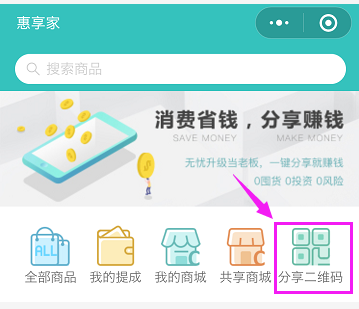 惠享家
搜索商品
消费省钱，分享赚钱
SAVE MONEY MAKE MONEY
无忧升级当老板，一键分享就赚钱
0囤货 0投资 0风险
ALL
全部商品 我的提成 我的商城 共享商城 分享二维码